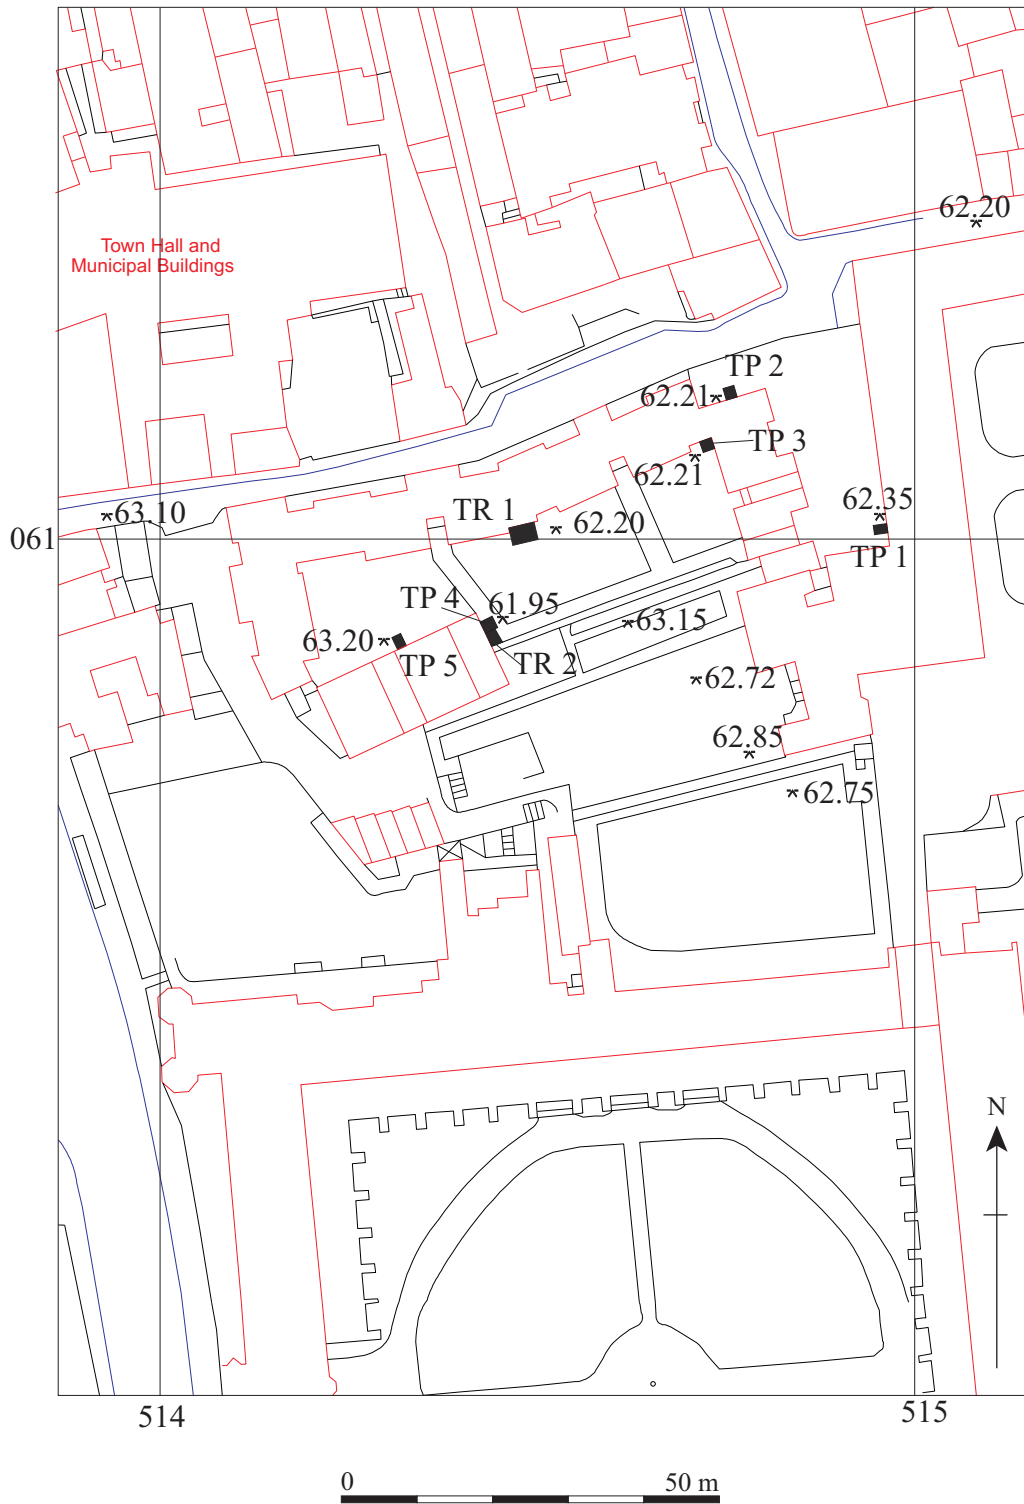 62.20
Town Hall and
Municipal Buildings
TP 2
62.21
TP 3
62.21
62.35
TR 1
62.20
63.10
061
TP 1
TP 4
61.95
63.15
63.20
TP 5
TR 2
62.72
62.85
62.75
N
514
515
0
50 m